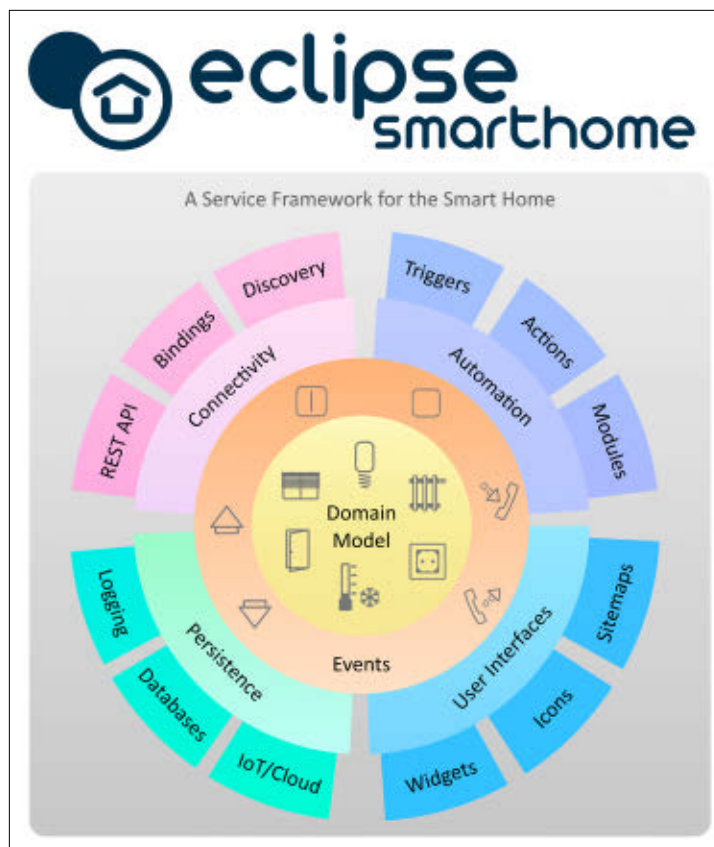 eclipse
smarthome
A Service Framework for the Smart Home
Discovery
Bindings
REST API
Connectivity
Triggers
Actions
Modules
Automation
Domain
Model
Events
Logging
Databases
IoT/Cloud
Persistence
Sitemaps
Icons
Widgets
User Interfaces